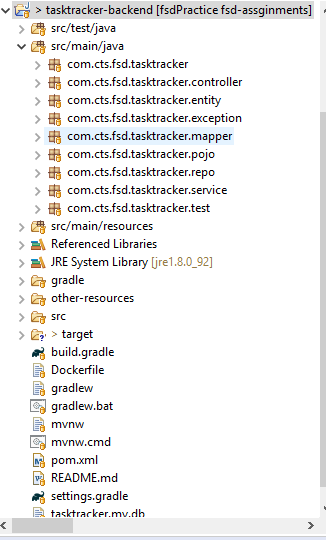 > tasktracker-backend [fsdPractice fsd-assginments]
src/test/java
src/main/java
com.cts.fsd.tasktracker
com.cts.fsd.tasktracker.controller
com.cts.fsd.tasktracker.entity
com.cts.fsd.tasktracker.exception
com.cts.fsd.tasktracker.mapper
com.cts.fsd.tasktracker.pojo
com.cts.fsd.tasktracker.repo
com.cts.fsd.tasktracker.service
com.cts.fsd.tasktracker.test
src/main/resources
Referenced Libraries
JRE System Library [jre1.8.0_92]
gradle
other-resources
src
> target
build.gradle
Dockerfile
gradlew
gradlew.bat
mvnw
mvnw.cmd
pom.xml
README.md
settings.gradle
tasktracker.mv.db